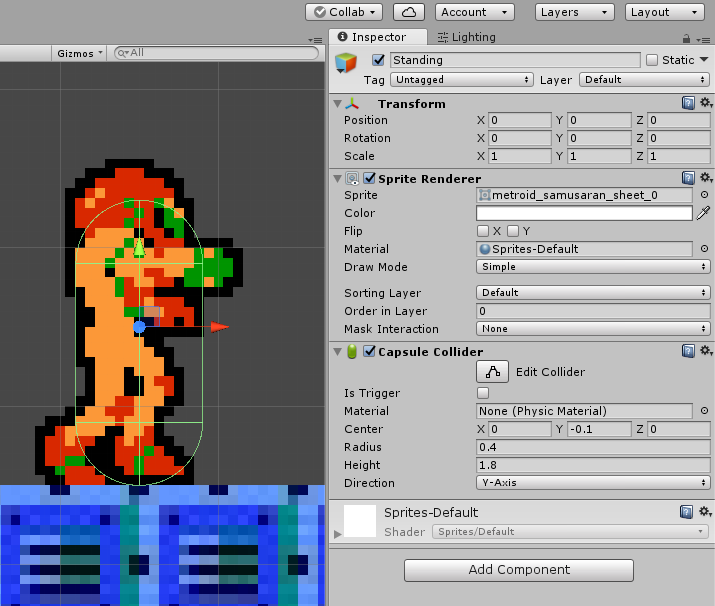 Collab Account Layers Layout
Gizmos All
Inspector Lighting
Standing Static
Tag Untagged Layer Default
Transform
Position X 0 Y 0 Z 0
Rotation X 0 Y 0 Z 0
Scale X 1 Y 1 Z 1
Sprite Renderer
Sprite metroid_samusaran_sheet_0
Color
Flip X Y
Material Sprites-Default
Draw Mode Simple
Sorting Layer Default
Order in Layer 0
Mask Interaction None
Capsule Collider
Edit Collider
Is Trigger
Material None (Physic Material)
Center X 0 Y -0.1 Z 0
Radius 0.4
Height 1.8
Direction Y-Axis
Sprites-Default
Shader Sprites/Default
Add Component